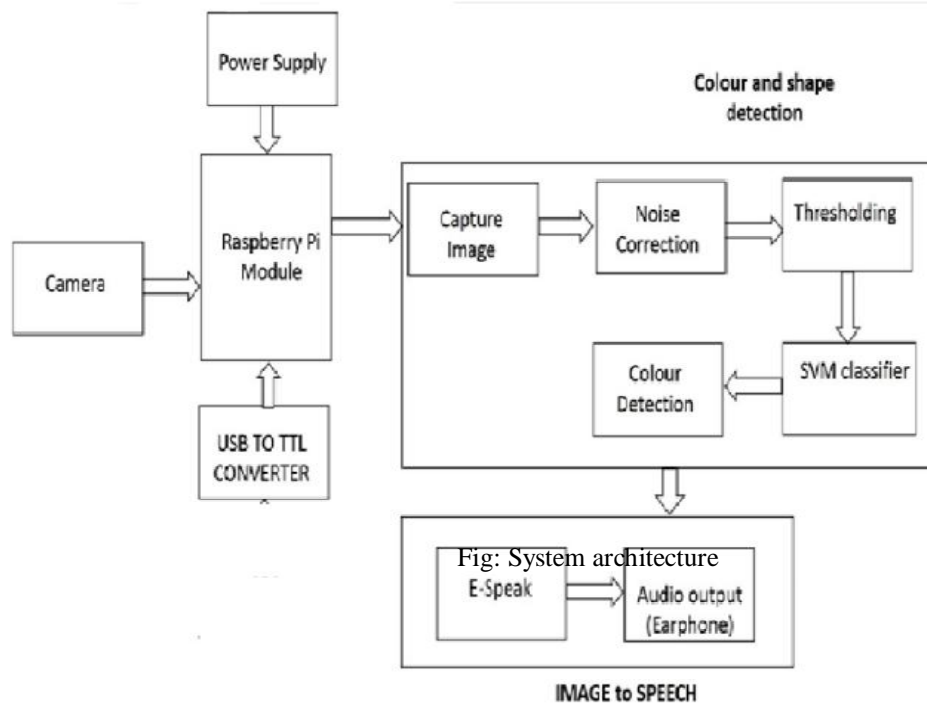 Power Supply
Colour and shape
detection
Capture
Image
Noise
Correction
Thresholding
Raspberry Pi
Module
Camera
Colour
Detection
SVM classifier
USB TO TTL
CONVERTER
Fig: System architecture
E-Speak
Audio output
(Earphone)
IMAGE to SPEECH